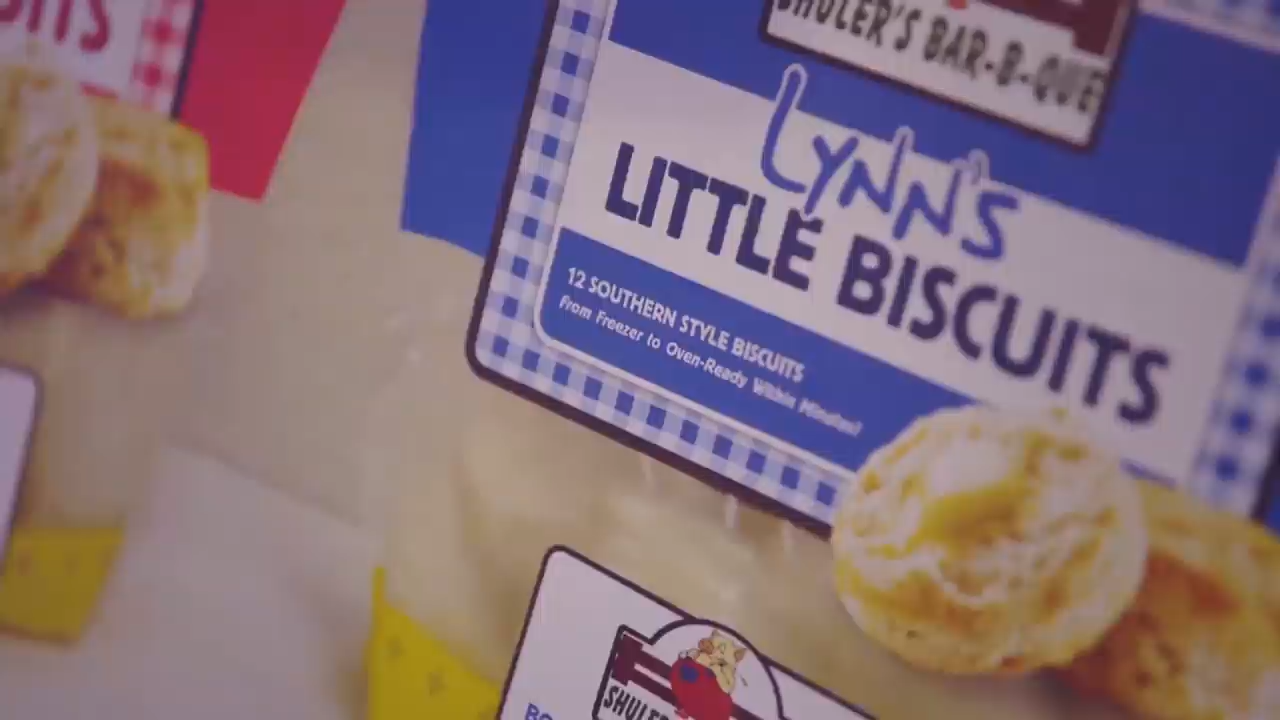 SHULER'S BAR-B-QUE
Lynn's
LITTLE BISCUITS
12 SOUTHERN STYLE BISCUITS
From Freezer to Oven-Ready Within Minutes!